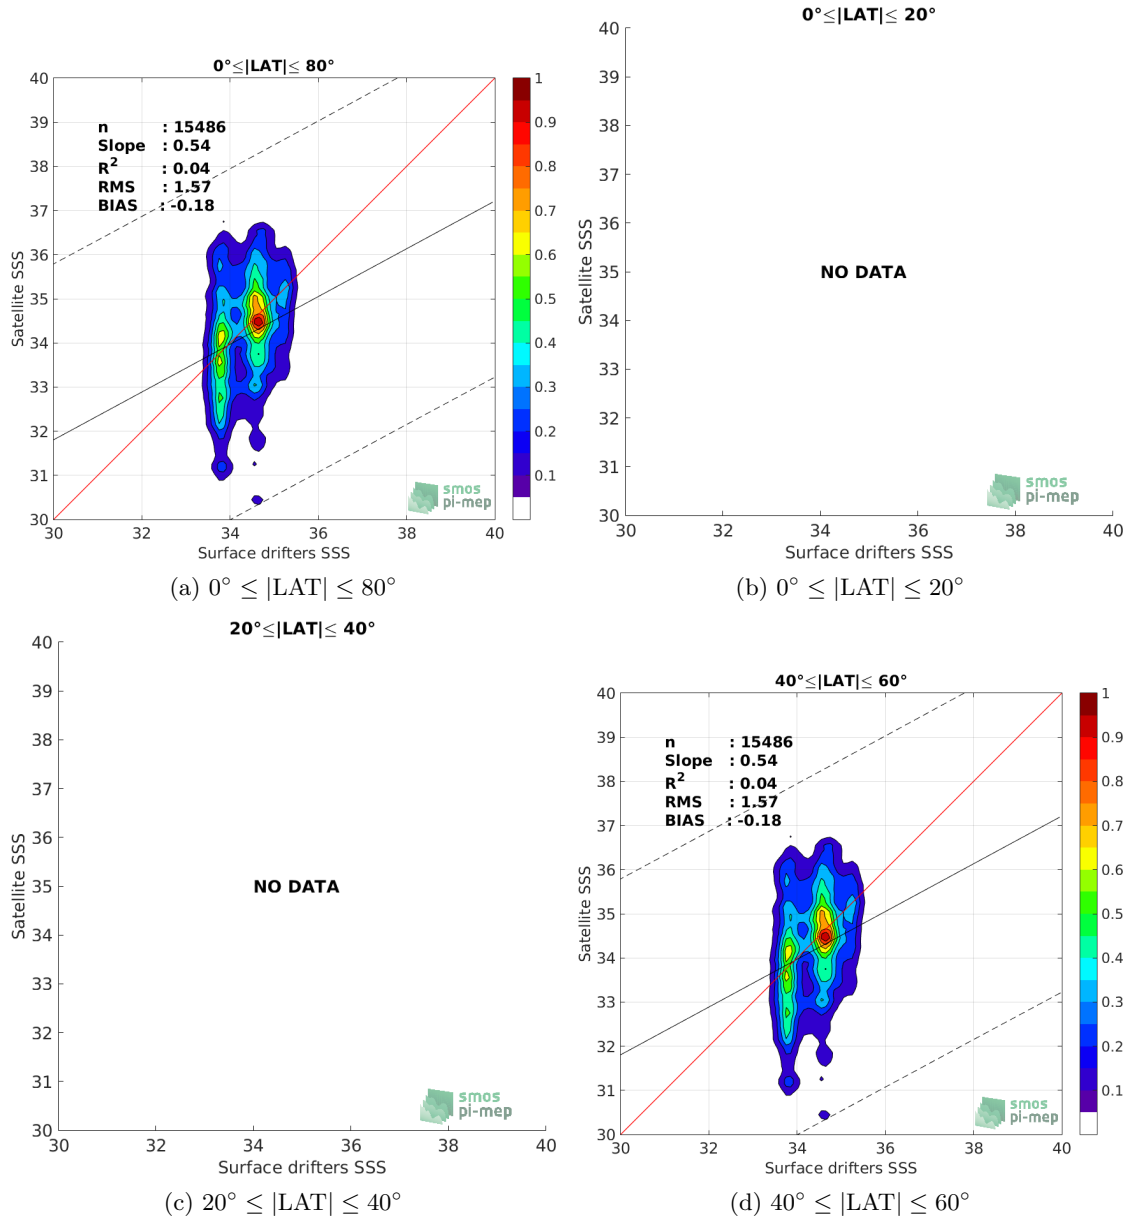 0°≤|LAT|≤ 80°
40
39
38
37
36
35
34
33
32
31
30
Satellite SSS
n : 15486
Slope : 0.54
R2 : 0.04
RMS : 1.57
BIAS : -0.18
1
0.9
0.8
0.7
0.6
0.5
0.4
0.3
0.2
0.1
smos
pi-mep
30 32 34 36 38 40
Surface drifters SSS
(a) 0° ≤ |LAT| ≤ 80°
0°≤|LAT|≤ 20°
40
39
38
37
36
35
34
33
32
31
30
Satellite SSS
NO DATA
smos
pi-mep
30 32 34 36 38 40
Surface drifters SSS
(b) 0° ≤ |LAT| ≤ 20°
20°≤|LAT|≤ 40°
40
39
38
37
36
35
34
33
32
31
30
Satellite SSS
NO DATA
smos
pi-mep
30 32 34 36 38 40
Surface drifters SSS
(c) 20° ≤ |LAT| ≤ 40°
40°≤|LAT|≤ 60°
40
39
38
37
36
35
34
33
32
31
30
Satellite SSS
n : 15486
Slope : 0.54
R2 : 0.04
RMS : 1.57
BIAS : -0.18
1
0.9
0.8
0.7
0.6
0.5
0.4
0.3
0.2
0.1
smos
pi-mep
30 32 34 36 38 40
Surface drifters SSS
(d) 40° ≤ |LAT| ≤ 60°